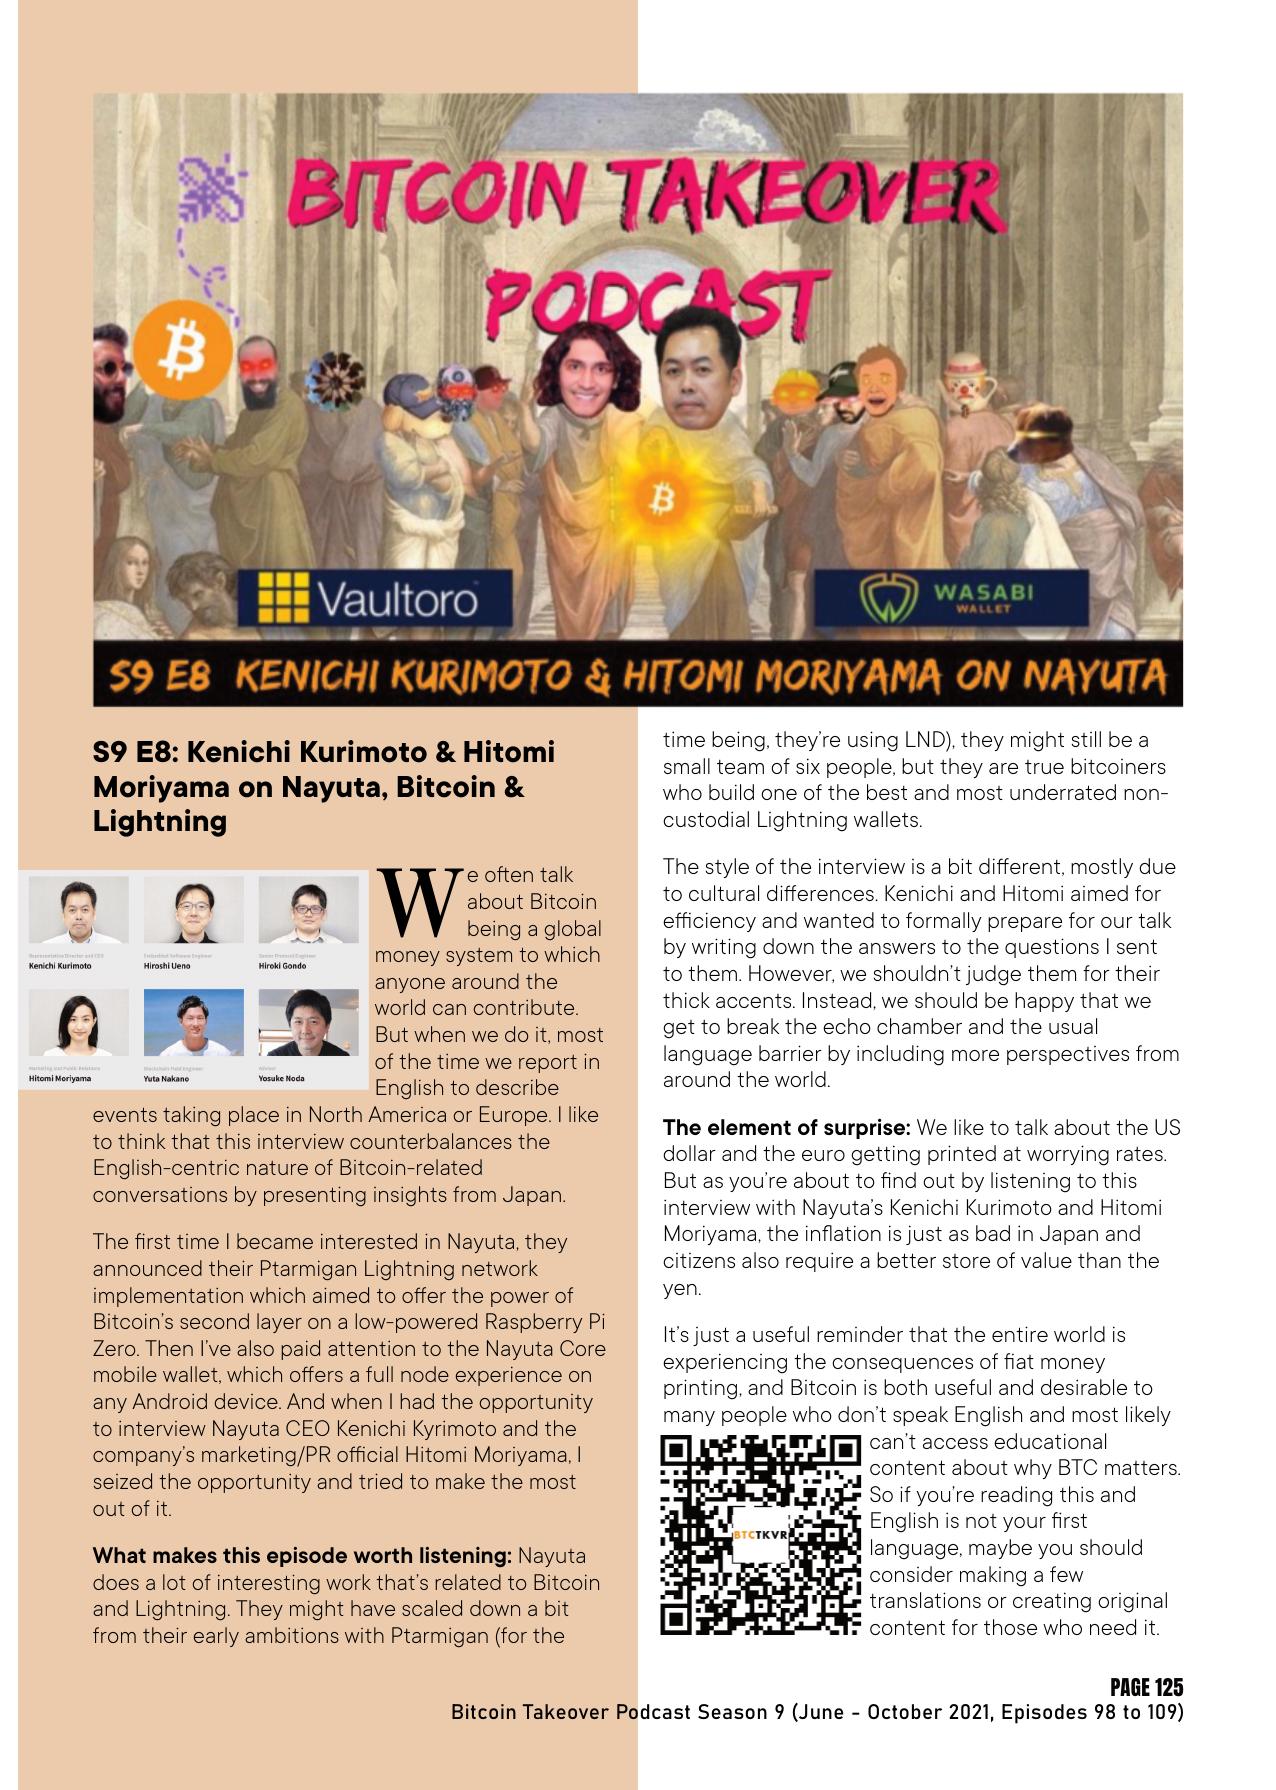 BITCOIN TAKEOVER
PODCAST
Vaultoro
WASABI
WALLET
S9 E8 KENICHI KURIMOTO & HITOMI MORIYAMA ON NAYUTA
S9 E8: Kenichi Kurimoto & Hitomi
Moriyama on Nayuta, Bitcoin &
Lightning
Representative Director and CEO
Kenichi Kurimoto
Embedded Software Engineer
Hiroshi Ueno
Senior Protocol Engineer
Hiroki Gondo
Marketing and Public Relations
Hitomi Moriyama
Blockchain Field Engineer
Yuta Nakano
Advisor
Yosuke Noda
We often talk
about Bitcoin
being a global
money system to which
anyone around the
world can contribute.
But when we do it, most
of the time we report in
English to describe
events taking place in North America or Europe. I like
to think that this interview counterbalances the
English-centric nature of Bitcoin-related
conversations by presenting insights from Japan.
The first time I became interested in Nayuta, they
announced their Ptarmigan Lightning network
implementation which aimed to offer the power of
Bitcoin's second layer on a low-powered Raspberry Pi
Zero. Then I've also paid attention to the Nayuta Core
mobile wallet, which offers a full node experience on
any Android device. And when I had the opportunity
to interview Nayuta CEO Kenichi Kyrimoto and the
company's marketing/PR official Hitomi Moriyama, I
seized the opportunity and tried to make the most
out of it.
What makes this episode worth listening: Nayuta
does a lot of interesting work that's related to Bitcoin
and Lightning. They might have scaled down a bit
from their early ambitions with Ptarmigan (for the
time being, they're using LND), they might still be a
small team of six people, but they are true bitcoiners
who build one of the best and most underrated non-
custodial Lightning wallets.
The style of the interview is a bit different, mostly due
to cultural differences. Kenichi and Hitomi aimed for
efficiency and wanted to formally prepare for our talk
by writing down the answers to the questions I sent
to them. However, we shouldn't judge them for their
thick accents. Instead, we should be happy that we
get to break the echo chamber and the usual
language barrier by including more perspectives from
around the world.
The element of surprise: We like to talk about the US
dollar and the euro getting printed at worrying rates.
But as you're about to find out by listening to this
interview with Nayuta's Kenichi Kurimoto and Hitomi
Moriyama, the inflation is just as bad in Japan and
citizens also require a better store of value than the
yen.
It's just a useful reminder that the entire world is
experiencing the consequences of fiat money
printing, and Bitcoin is both useful and desirable to
many people who don't speak English and most likely
can't access educational
content about why BTC matters.
So if you're reading this and
English is not your first
language, maybe you should
consider making a few
translations or creating original
content for those who need it.
BTCTKVR
PAGE 125
Bitcoin Takeover Podcast Season 9 (June - October 2021, Episodes 98 to 109)